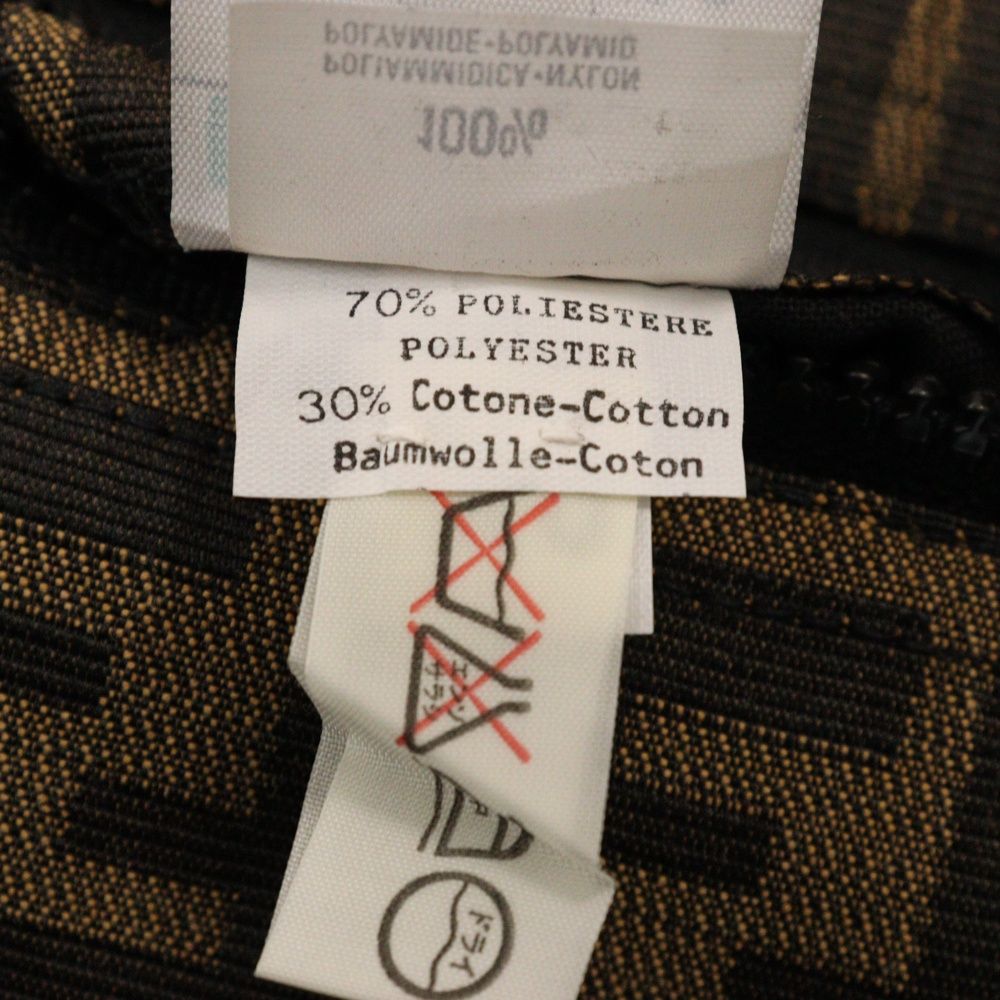 POLYAMIDE-POLYAMID
POLIAMMIDICA-NYLON
100%
70% POLIESTERE
POLYESTER
30% Cotone-Cotton
Baumwolle-Coton
エンソ
サラシ
ドライ